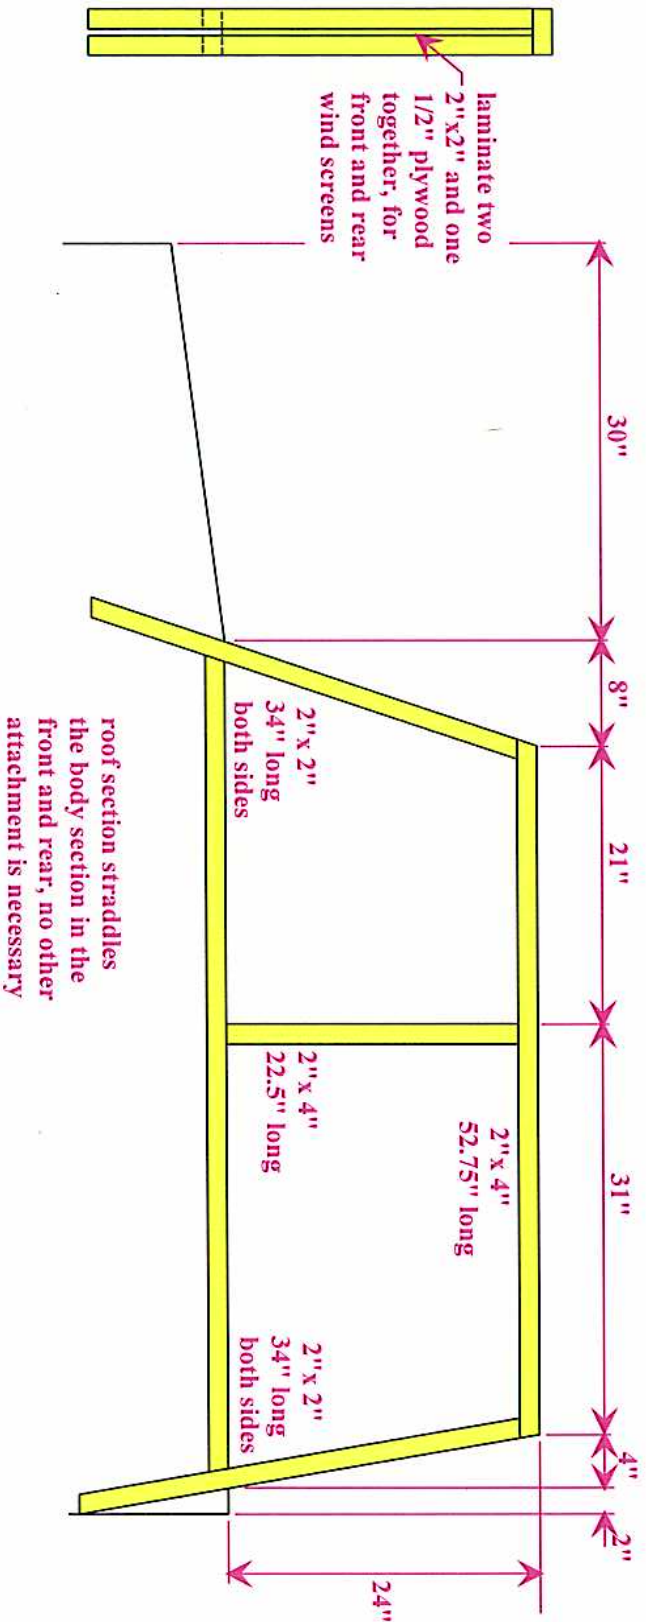 laminate two
2"x2" and one
1/2" plywood
together, for
front and rear
wind screens
30"
8"
21"
31"
4"
2"
24"
2"x 2"
34" long
both sides
2"x 4"
22.5" long
2"x 4"
52.75" long
2"x 2"
34" long
both sides
roof section straddles
the body section in the
front and rear, no other
attachment is necessary